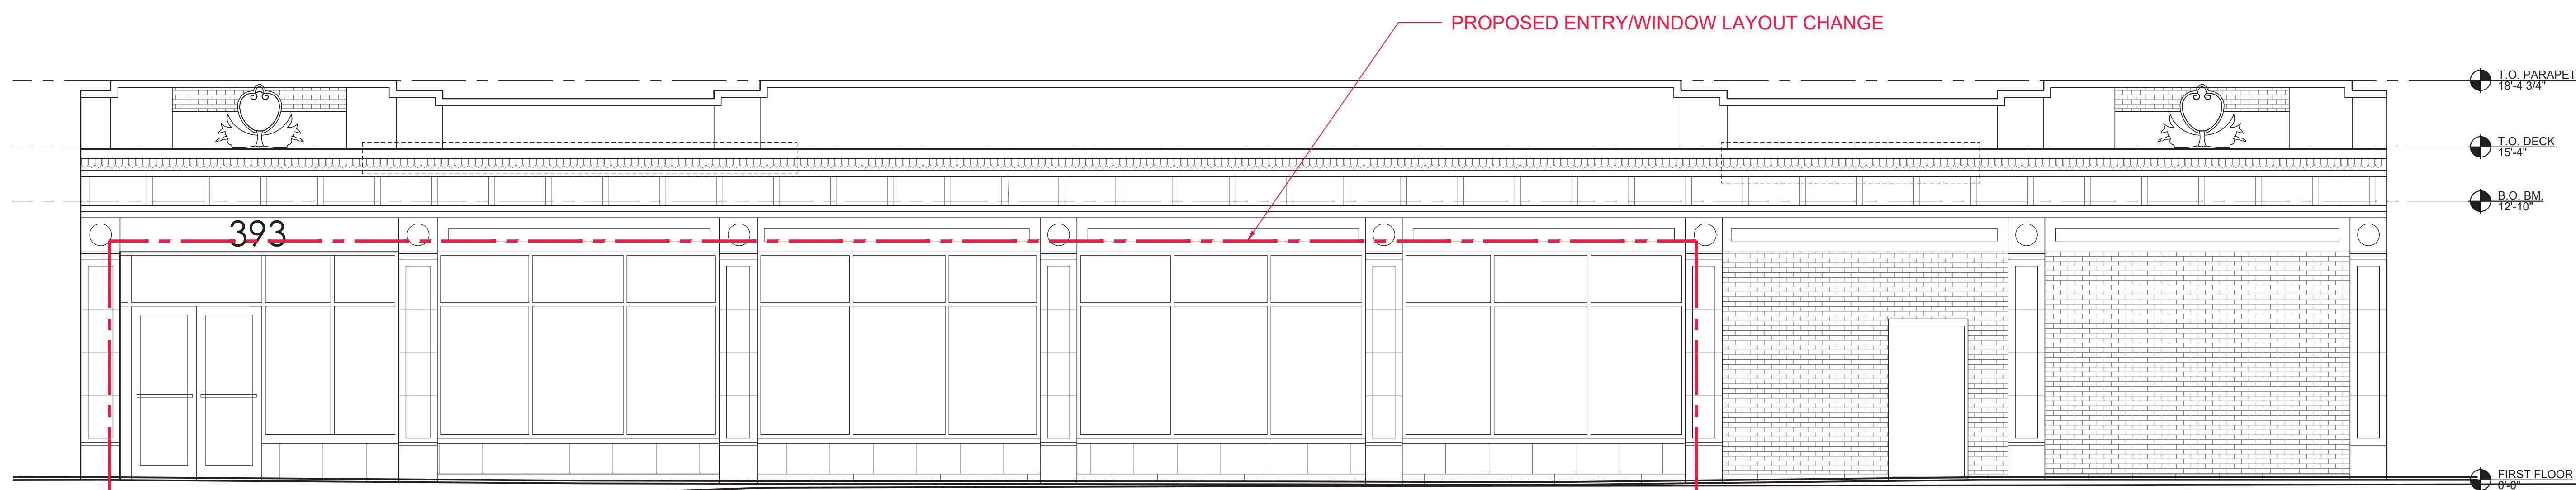 PROPOSED ENTRY/WINDOW LAYOUT CHANGE
T.O. PARAPET
18'-4 3/4"
T.O. DECK
15'-4"
B.O. BM.
12'-10"
393
FIRST FLOOR
0'-0"